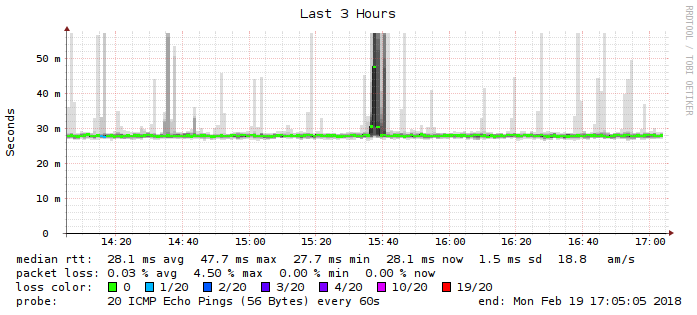 Last 3 Hours
RRDTOOL / TOBI OETIKER
Seconds
50 m
40 m
30 m
20 m
10 m
0
14:20 14:40 15:00 15:20 15:40 16:00 16:20 16:40 17:00
median rtt: 28.1 ms avg 47.7 ms max 27.7 ms min 28.1 ms now 1.5 ms sd 18.8 am/s
packet loss: 0.03 % avg 4.50 % max 0.00 % min 0.00 % now
loss color: 0 1/20 2/20 3/20 4/20 10/20 19/20
probe: 20 ICMP Echo Pings (56 Bytes) every 60s end: Mon Feb 19 17:05:05 2018